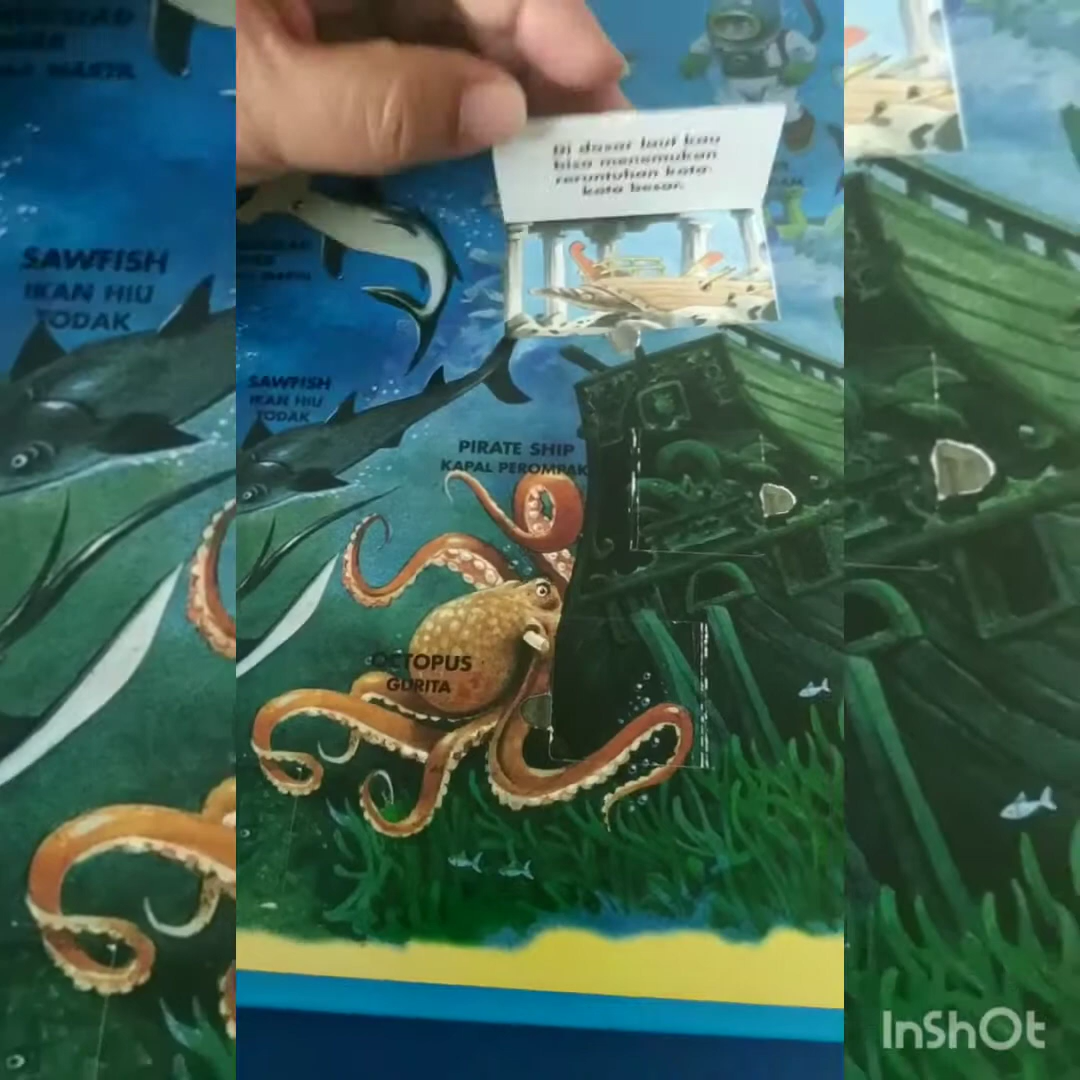 Di dasar laut kau
bisa menemukan
reruntuhan kota-
kota besar.
SAWFISH
IKAN HIU
TODAK
SAWFISH
IKAN HIU
TODAK
PIRATE SHIP
KAPAL PEROMPAK
OCTOPUS
GURITA
InShOt